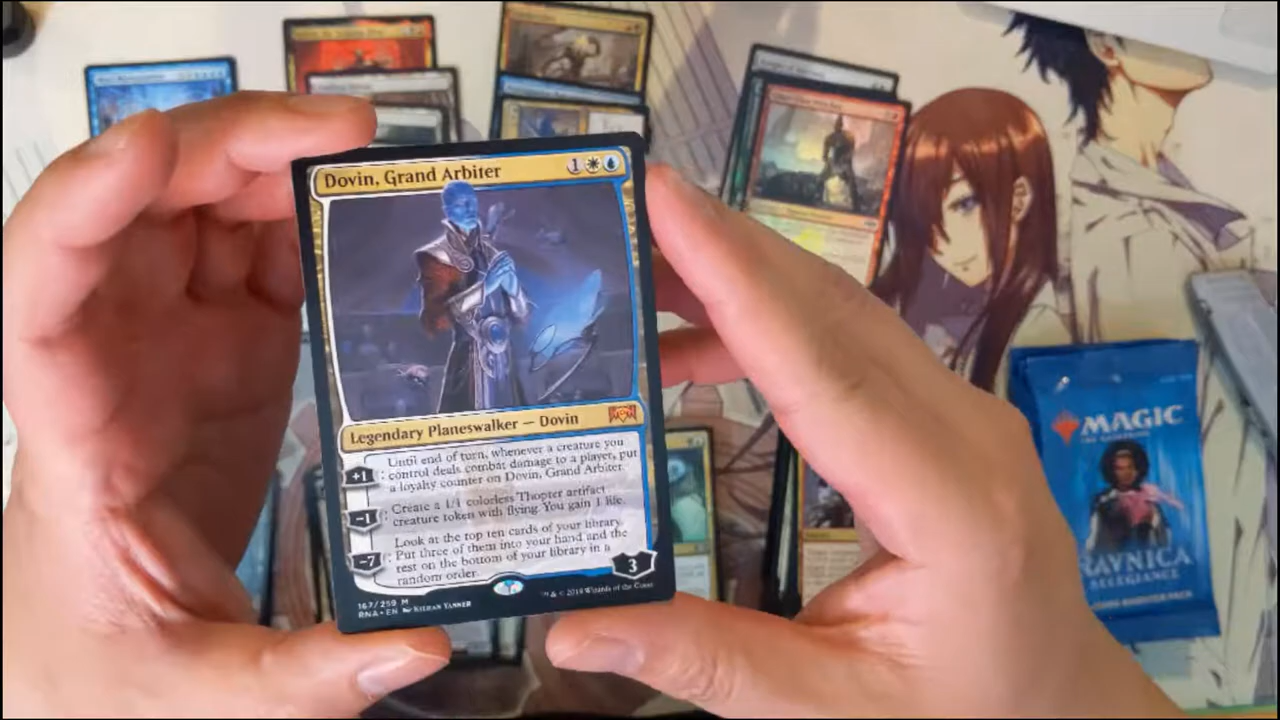 Dovin, Grand Arbiter
1
Legendary Planeswalker — Dovin
+1
: Until end of turn, whenever a creature you
control deals combat damage to a player, put
a loyalty counter on Dovin, Grand Arbiter.
-1
: Create a 1/1 colorless Thopter artifact
creature token with flying. You gain 1 life.
-7
: Look at the top ten cards of your library.
Put three of them into your hand and the
rest on the bottom of your library in a
random order.
3
167/259 M
RNA • EN KIERAN YANNER
™ & © 2019 Wizards of the Coast
MAGIC
RAVNICA
ALLEGIANCE